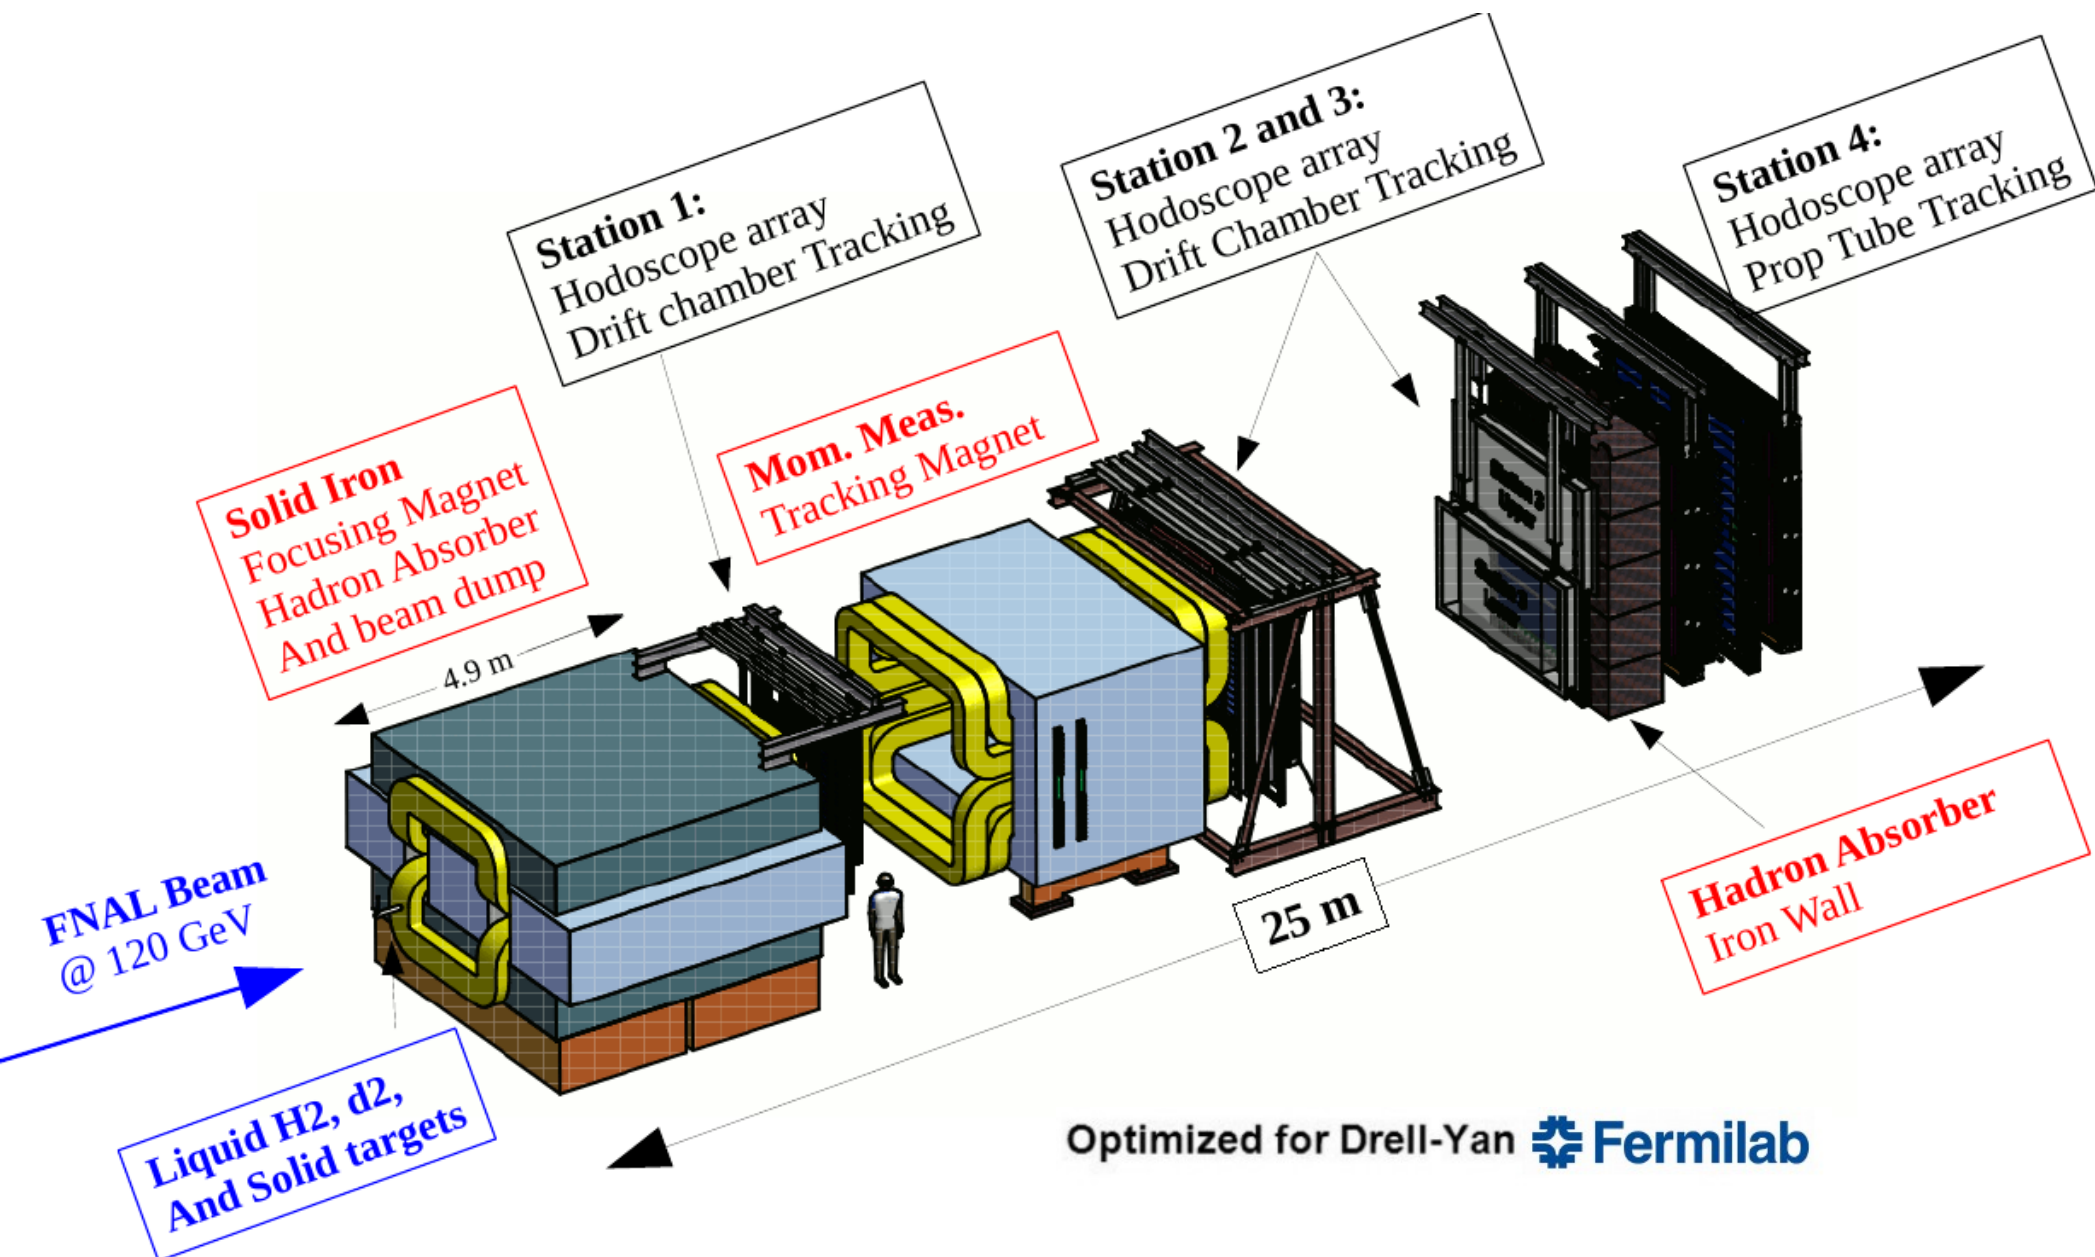 Station 1:
Hodoscope array
Drift chamber Tracking
Station 2 and 3:
Hodoscope array
Drift Chamber Tracking
Station 4:
Hodoscope array
Prop Tube Tracking
Solid Iron
Focusing Magnet
Hadron Absorber
And beam dump
Mom. Meas.
Tracking Magnet
4.9 m
FNAL Beam
@ 120 GeV
Liquid H2, d2,
And Solid targets
25 m
Hadron Absorber
Iron Wall
Optimized for Drell-Yan
Fermilab